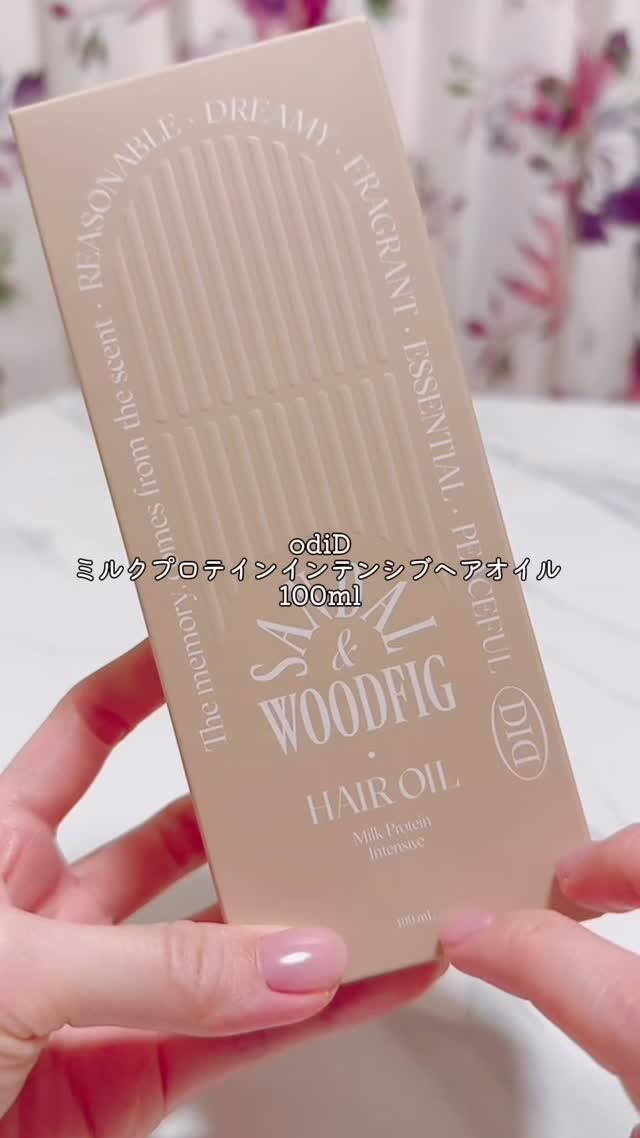 REASONABLE · DREAMY · FRAGRANT · ESSENTIAL · PEACEFUL
The memory comes from the scent
odiD
ミルクプロテインインテンシブヘアオイル
100ml
SANDAL
&
WOODFIG
DID
HAIR OIL
Milk Protein
Intensive
100 mL